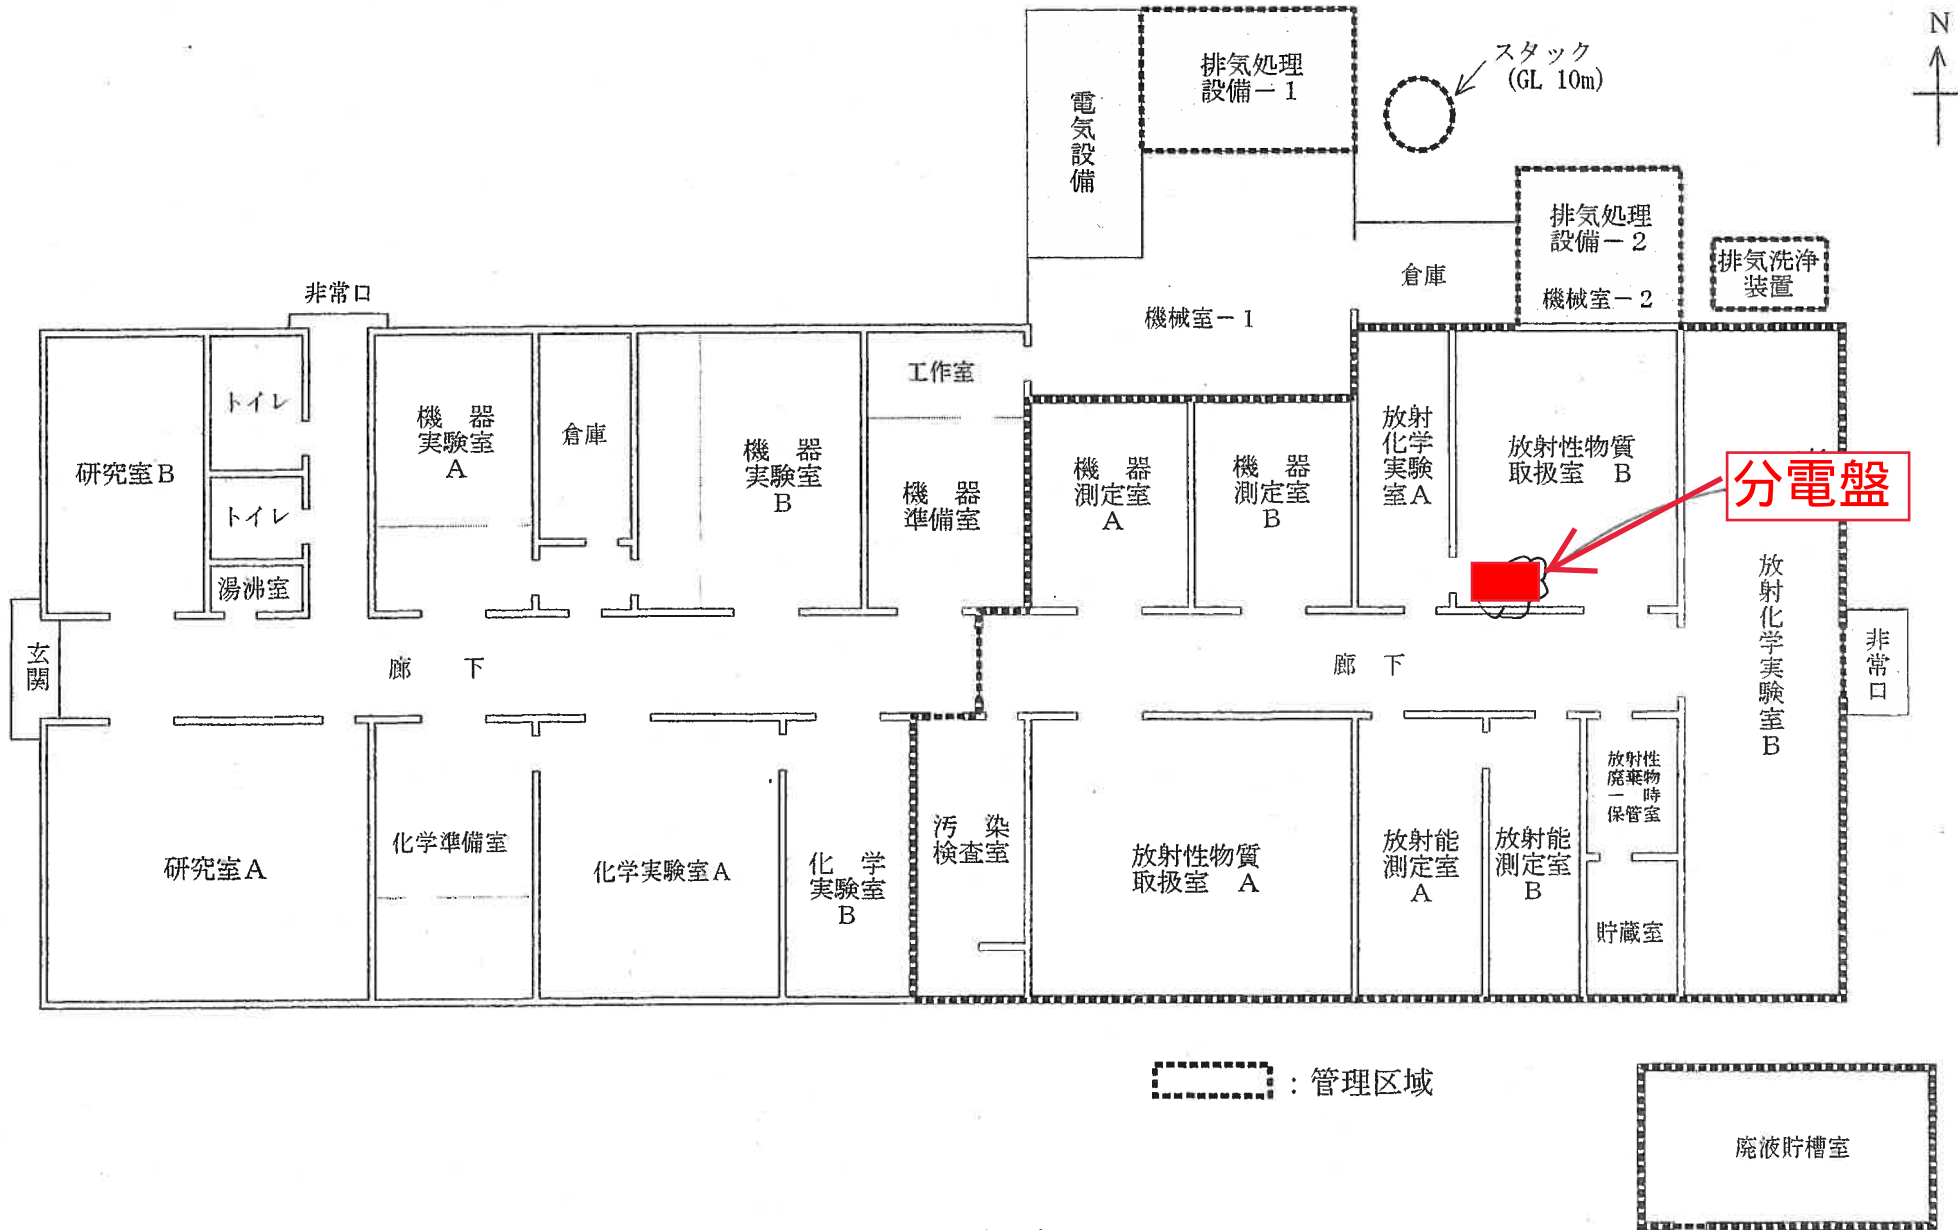 N
スタック
(GL 10m)
排気処理
設備－1
電気設備
排気処理
設備－2
機械室－2
排気洗浄
装置
倉庫
機械室－1
非常口
工作室
トイレ
研究室B
トイレ
湯沸室
機 器
実験室
A
倉庫
機 器
実験室
B
機 器
準備室
機 器
測定室
A
機 器
測定室
B
放射
化学
実験
室A
放射性物質
取扱室 B
分電盤
放射化学実験室B
非常口
玄関
廊 下
廊 下
研究室A
化学準備室
化学実験室A
化 学
実験室
B
汚 染
検査室
放射性物質
取扱室 A
放射能
測定室
A
放射能
測定室
B
放射性
廃棄物
一 時
保管室
貯蔵室
：管理区域
廃液貯槽室